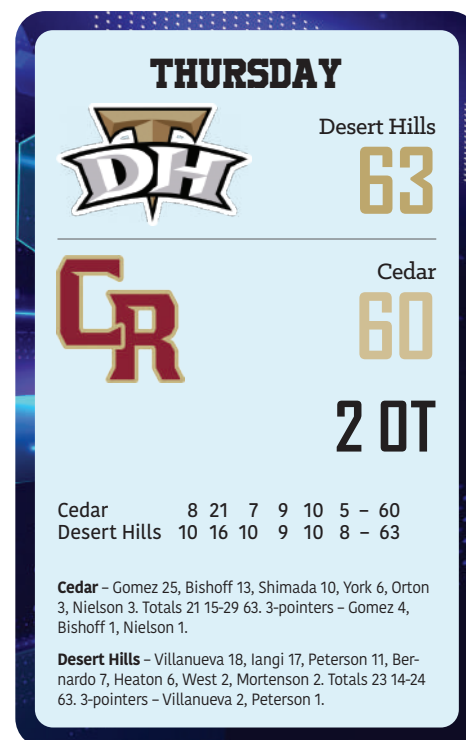 THURSDAY
DH
Desert Hills
63
CR
Cedar
60
2 OT
Cedar 8 21 7 9 10 5 – 60
Desert Hills 10 16 10 9 10 8 – 63
Cedar – Gomez 25, Bishoff 13, Shimada 10, York 6, Orton
3, Nielson 3. Totals 21 15-29 63. 3-pointers – Gomez 4,
Bishoff 1, Nielson 1.
Desert Hills – Villanueva 18, Iangi 17, Peterson 11, Ber-
nardo 7, Heaton 6, West 2, Mortenson 2. Totals 23 14-24
63. 3-pointers – Villanueva 2, Peterson 1.